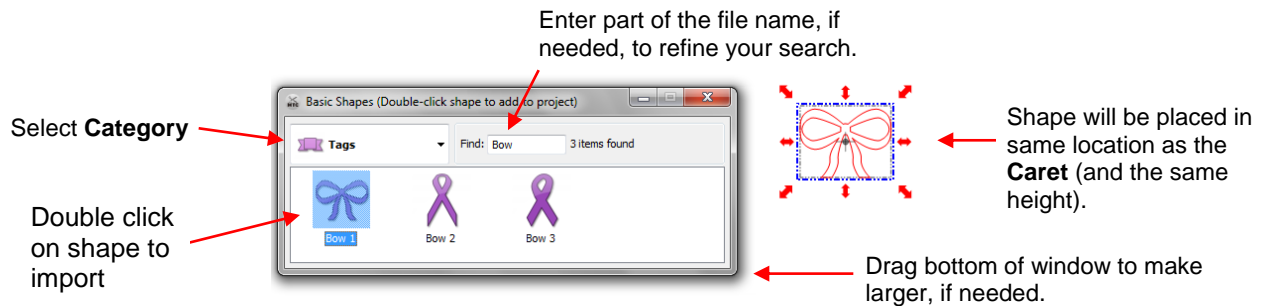 Enter part of the file name, if
needed, to refine your search.
Select Category
Double click
on shape to
import
MTC
Basic Shapes (Double-click shape to add to project)
Tags
Find:
Bow
3 items found
Bow 1
Bow 2
Bow 3
Shape will be placed in
same location as the
Caret (and the same
height).
Drag bottom of window to make
larger, if needed.